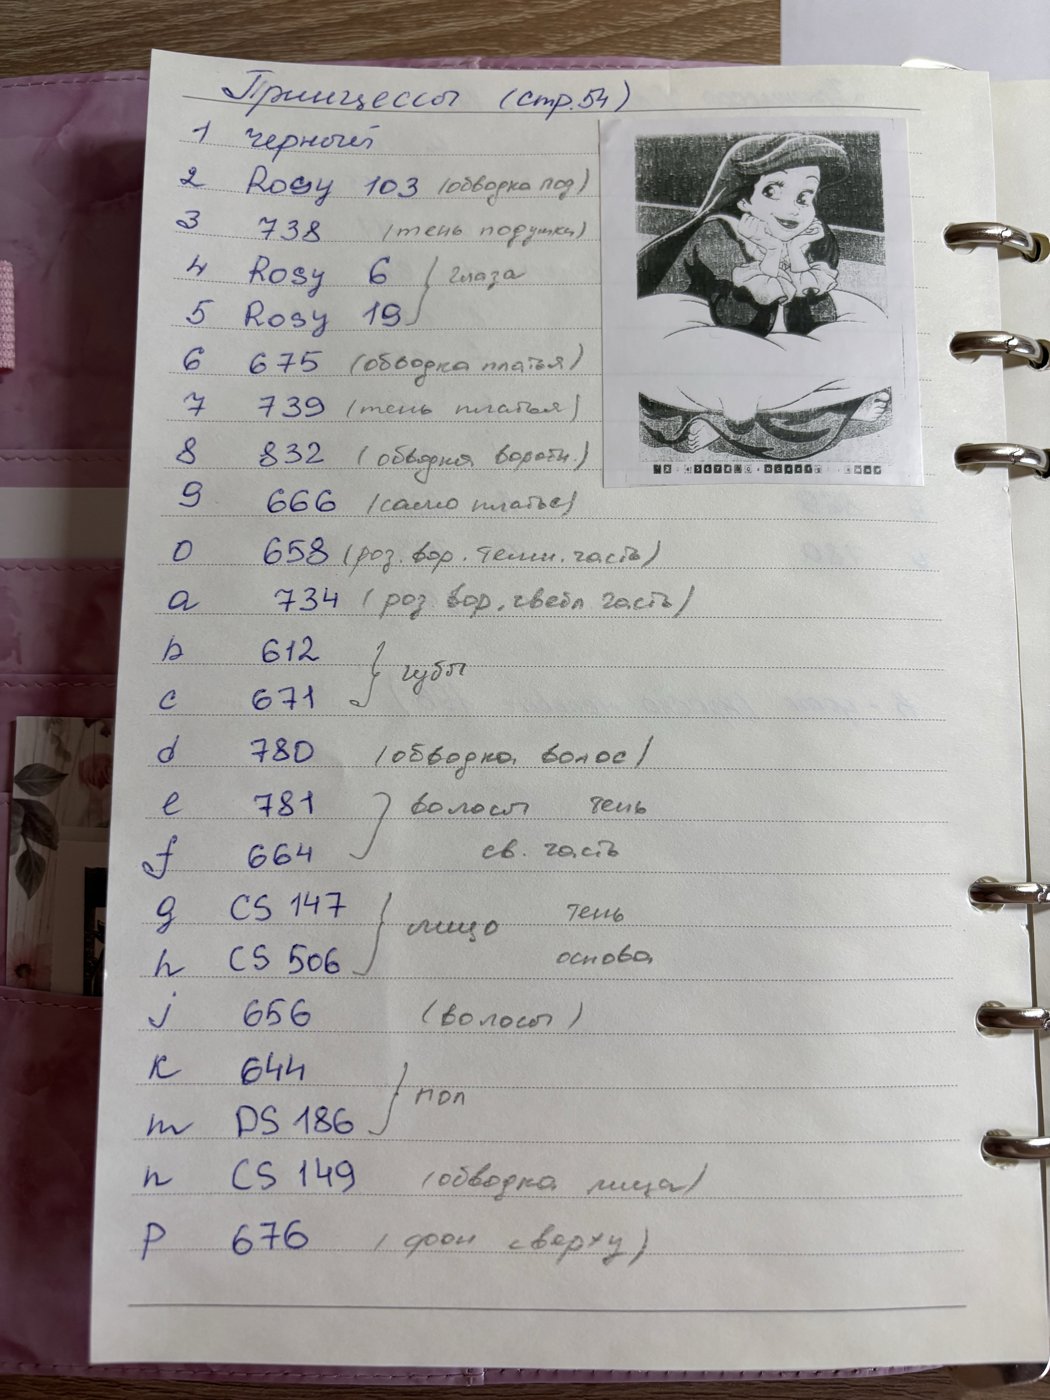 Принцессы (стр.54)
1 черный
2 Rosy 103 (обводка под)
3 738 (тень подушки)
4 Rosy 6
глаза
5 Rosy 19
6 675 (обводка платья)
7 739 (тень платья)
8 832 (обводка воротн.)
9 666 (само платье)
0 658 (роз. вор. темн. часть)
a 734 (роз вор. светл часть)
b 612
губы
c 671
d 780 (обводка волос)
e 781 волосы тень
f 664 св. часть
g CS 147 тень
лицо
h CS 506 основа
j 656 (волосы)
k 644
пол
m DS 186
n CS 149 (обводка лица)
p 676 (фон сверху)